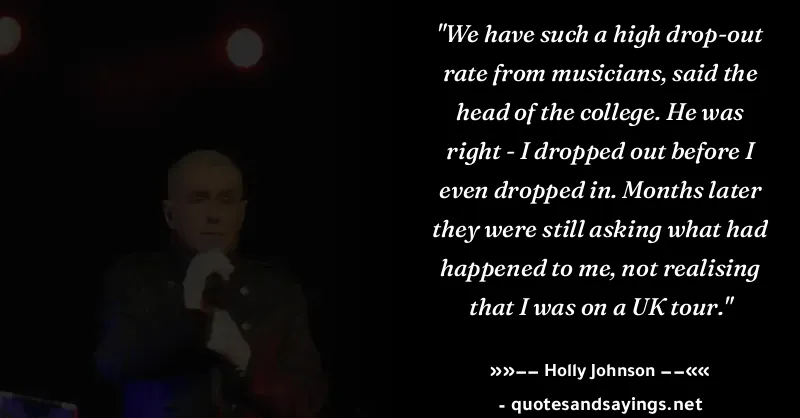 "We have such a high drop-out
rate from musicians, said the
head of the college. He was
right - I dropped out before I
even dropped in. Months later
they were still asking what had
happened to me, not realising
that I was on a UK tour."
»»−− Holly Johnson −−««
- quotesandsayings.net